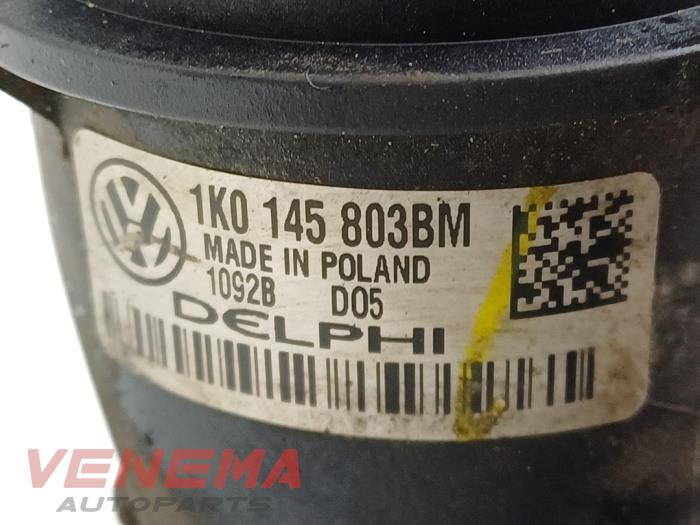 1K0 145 803BM
MADE IN POLAND
1092B D05
DELPHI
VENEMA
AUTOPARTS